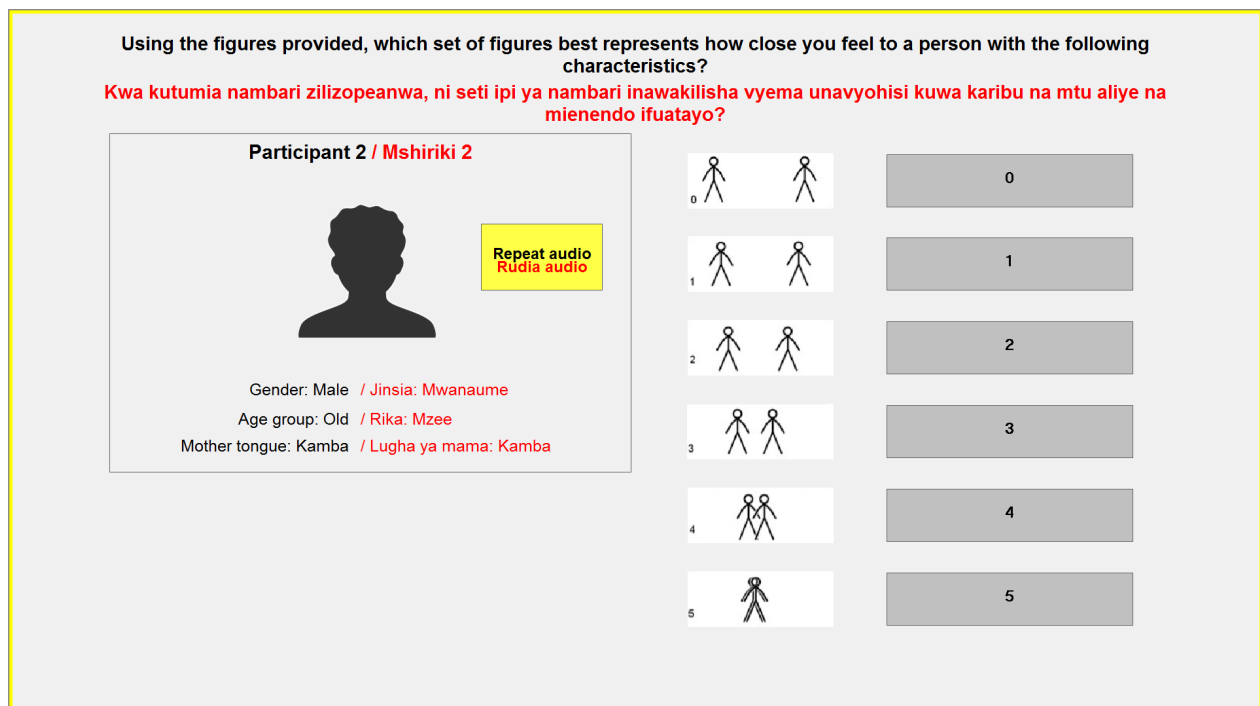 Using the figures provided, which set of figures best represents how close you feel to a person with the following
characteristics?
Kwa kutumia nambari zilizopeanwa, ni seti ipi ya nambari inawakilisha vyema unavyohisi kuwa karibu na mtu aliye na
mienendo ifuatayo?
Participant 2 / Mshiriki 2
Repeat audio
Rudia audio
Gender: Male / Jinsia: Mwanaume
Age group: Old / Rika: Mzee
Mother tongue: Kamba / Lugha ya mama: Kamba
0 0
1 1
2 2
3 3
4 4
5 5